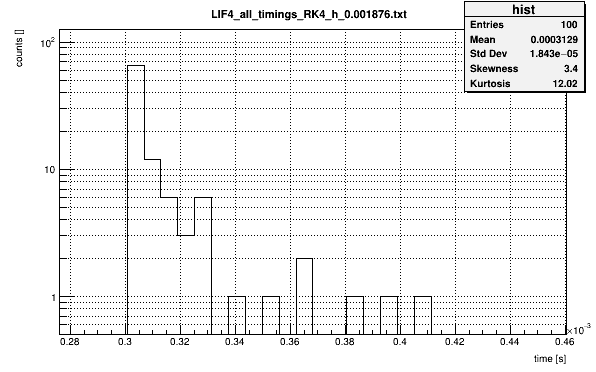 LIF4_all_timings_RK4_h_0.001876.txt
hist
Entries 100
Mean 0.0003129
Std Dev 1.843e−05
Skewness 3.4
Kurtosis 12.02
counts []
10²
10
1
0.28 0.3 0.32 0.34 0.36 0.38 0.4 0.42 0.44 0.46
×10⁻³
time [s]